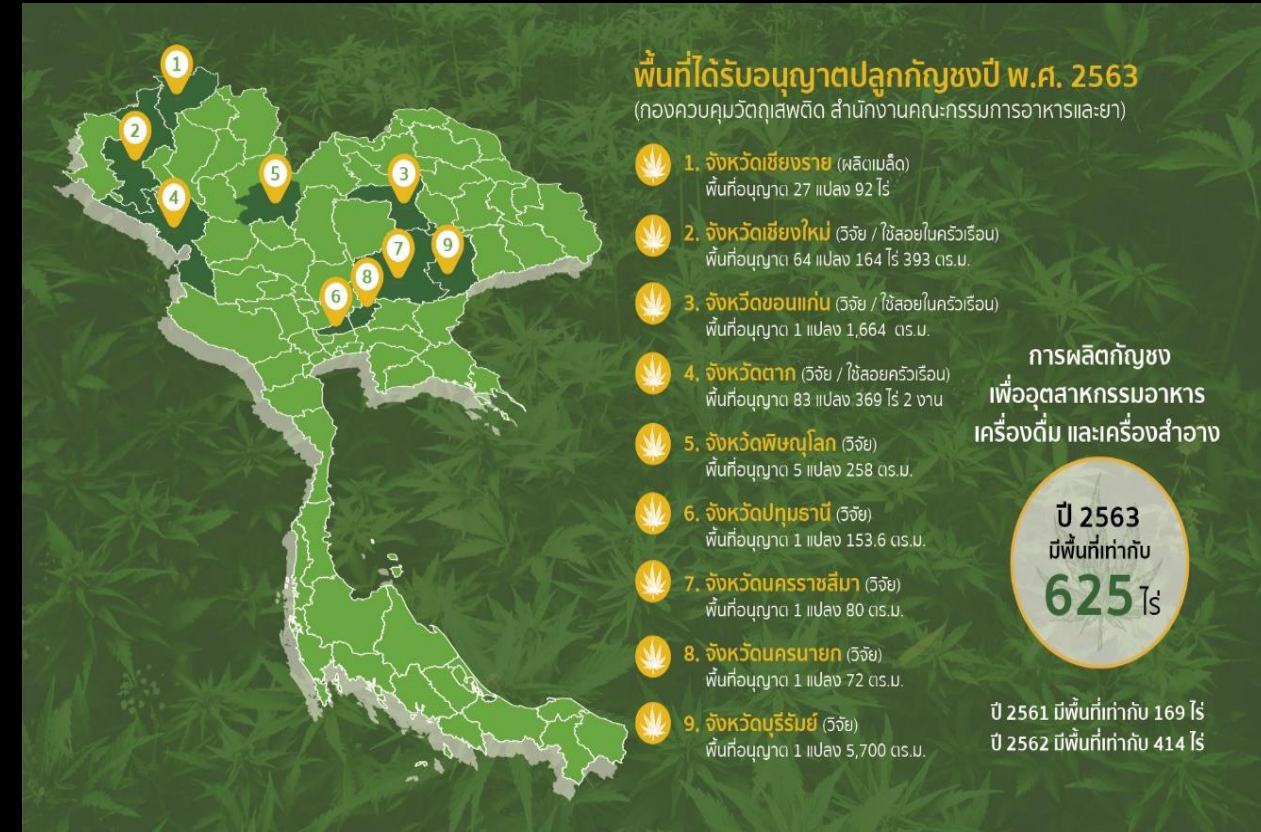 พื้นที่ได้รับอนุญาตปลูกกัญชงปี พ.ศ. 2563
(กองควบคุมวัตถุเสพติด สำนักงานคณะกรรมการอาหารและยา)
1. จังหวัดเชียงราย (ผลิตเมล็ด)
พื้นที่อนุญาต 27 แปลง 92 ไร่
2. จังหวัดเชียงใหม่ (วิจัย / ใช้สอยในครัวเรือน)
พื้นที่อนุญาต 64 แปลง 164 ไร่ 393 ตร.ม.
3. จังหวีดขอนแก่น (วิจัย / ใช้สอยในครัวเรือน)
พื้นที่อนุญาต 1 แปลง 1,664 ตร.ม.
4. จังหวัดตาก (วิจัย / ใช้สอยครัวเรือน)
พื้นที่อนุญาต 83 แปลง 369 ไร่ 2 งาน
5. จังหวัดพิษณุโลก (วิจัย)
พื้นที่อนุญาต 5 แปลง 258 ตร.ม.
6. จังหวัดปทุมธานี (วิจัย)
พื้นที่อนุญาต 1 แปลง 153.6 ตร.ม.
7. จังหวัดนครราชสีมา (วิจัย)
พื้นที่อนุญาต 1 แปลง 80 ตร.ม.
8. จังหวัดนครนายก (วิจัย)
พื้นที่อนุญาต 1 แปลง 72 ตร.ม.
9. จังหวัดบุรีรัมย์ (วิจัย)
พื้นที่อนุญาต 1 แปลง 5,700 ตร.ม.
การผลิตกัญชง
เพื่ออุตสาหกรรมอาหาร
เครื่องดื่ม และเครื่องสำอาง
ปี 2563
มีพื้นที่เท่ากับ
625 ไร่
ปี 2561 มีพื้นที่เท่ากับ 169 ไร่
ปี 2562 มีพื้นที่เท่ากับ 414 ไร่
1
2
3
4
5
6
7
8
9